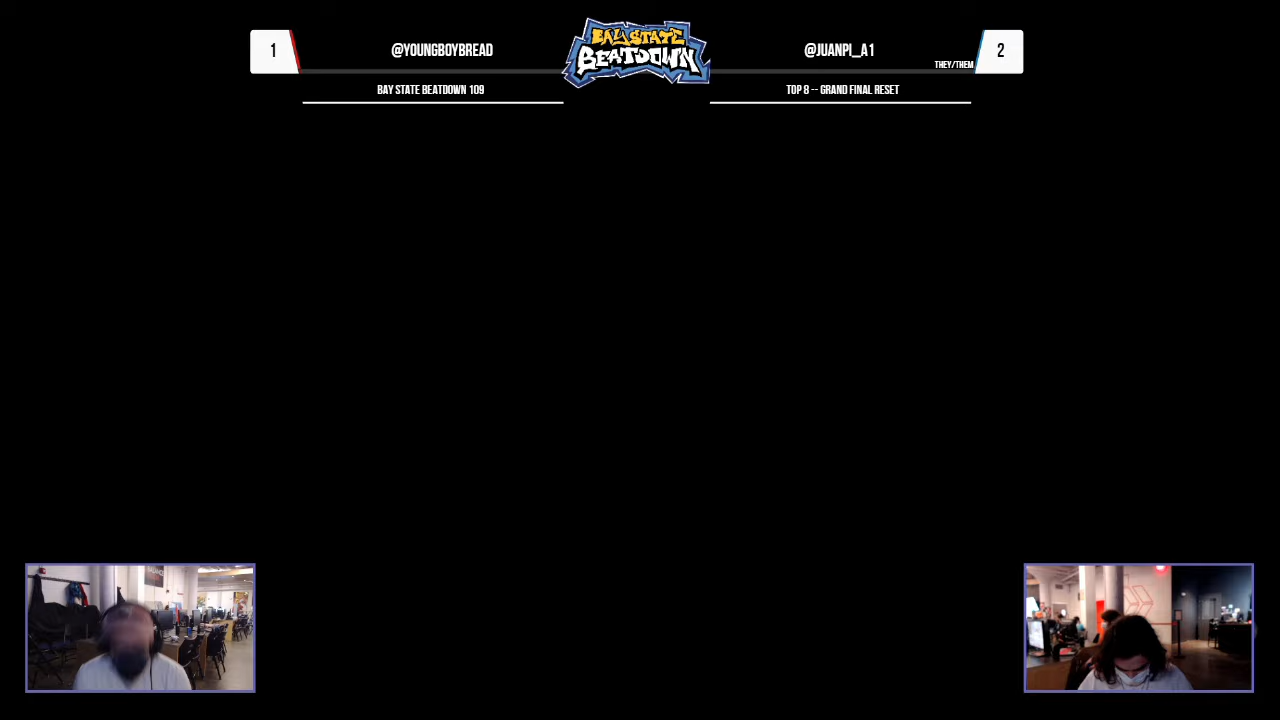 1
@YOUNGBOYBREAD
BAY STATE
BEATDOWN
@JUANPI_A1
THEY/THEM
2
BAY STATE BEATDOWN 109
TOP 8 -- GRAND FINAL RESET